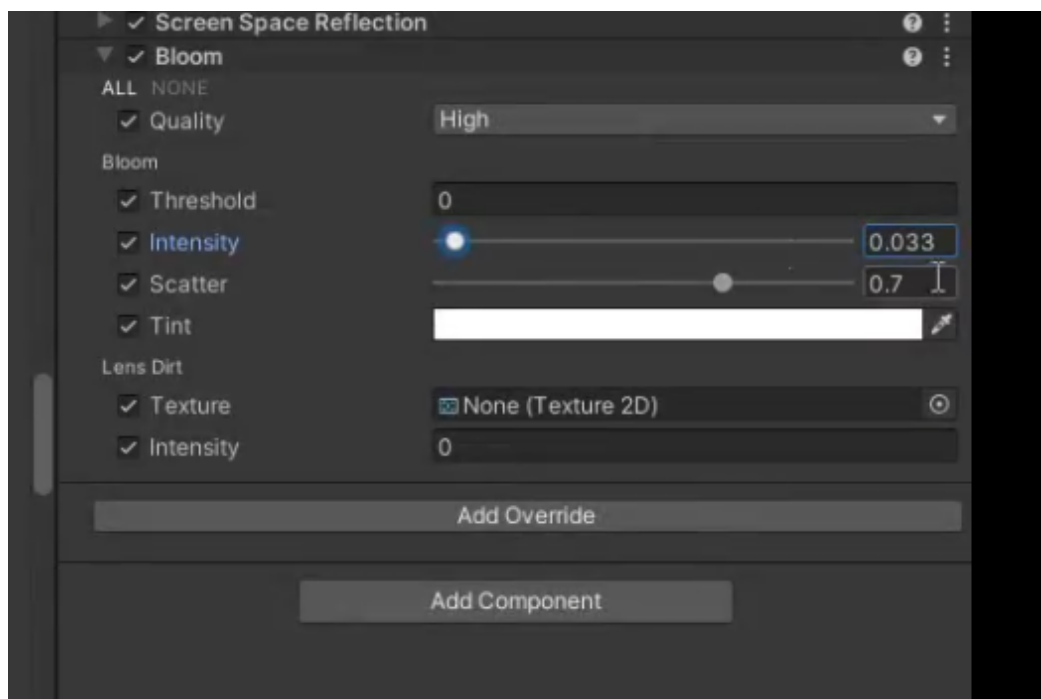 Screen Space Reflection
Bloom
ALL NONE
Quality High
Bloom
Threshold 0
Intensity 0.033
Scatter 0.7
Tint
Lens Dirt
Texture None (Texture 2D)
Intensity 0
Add Override
Add Component